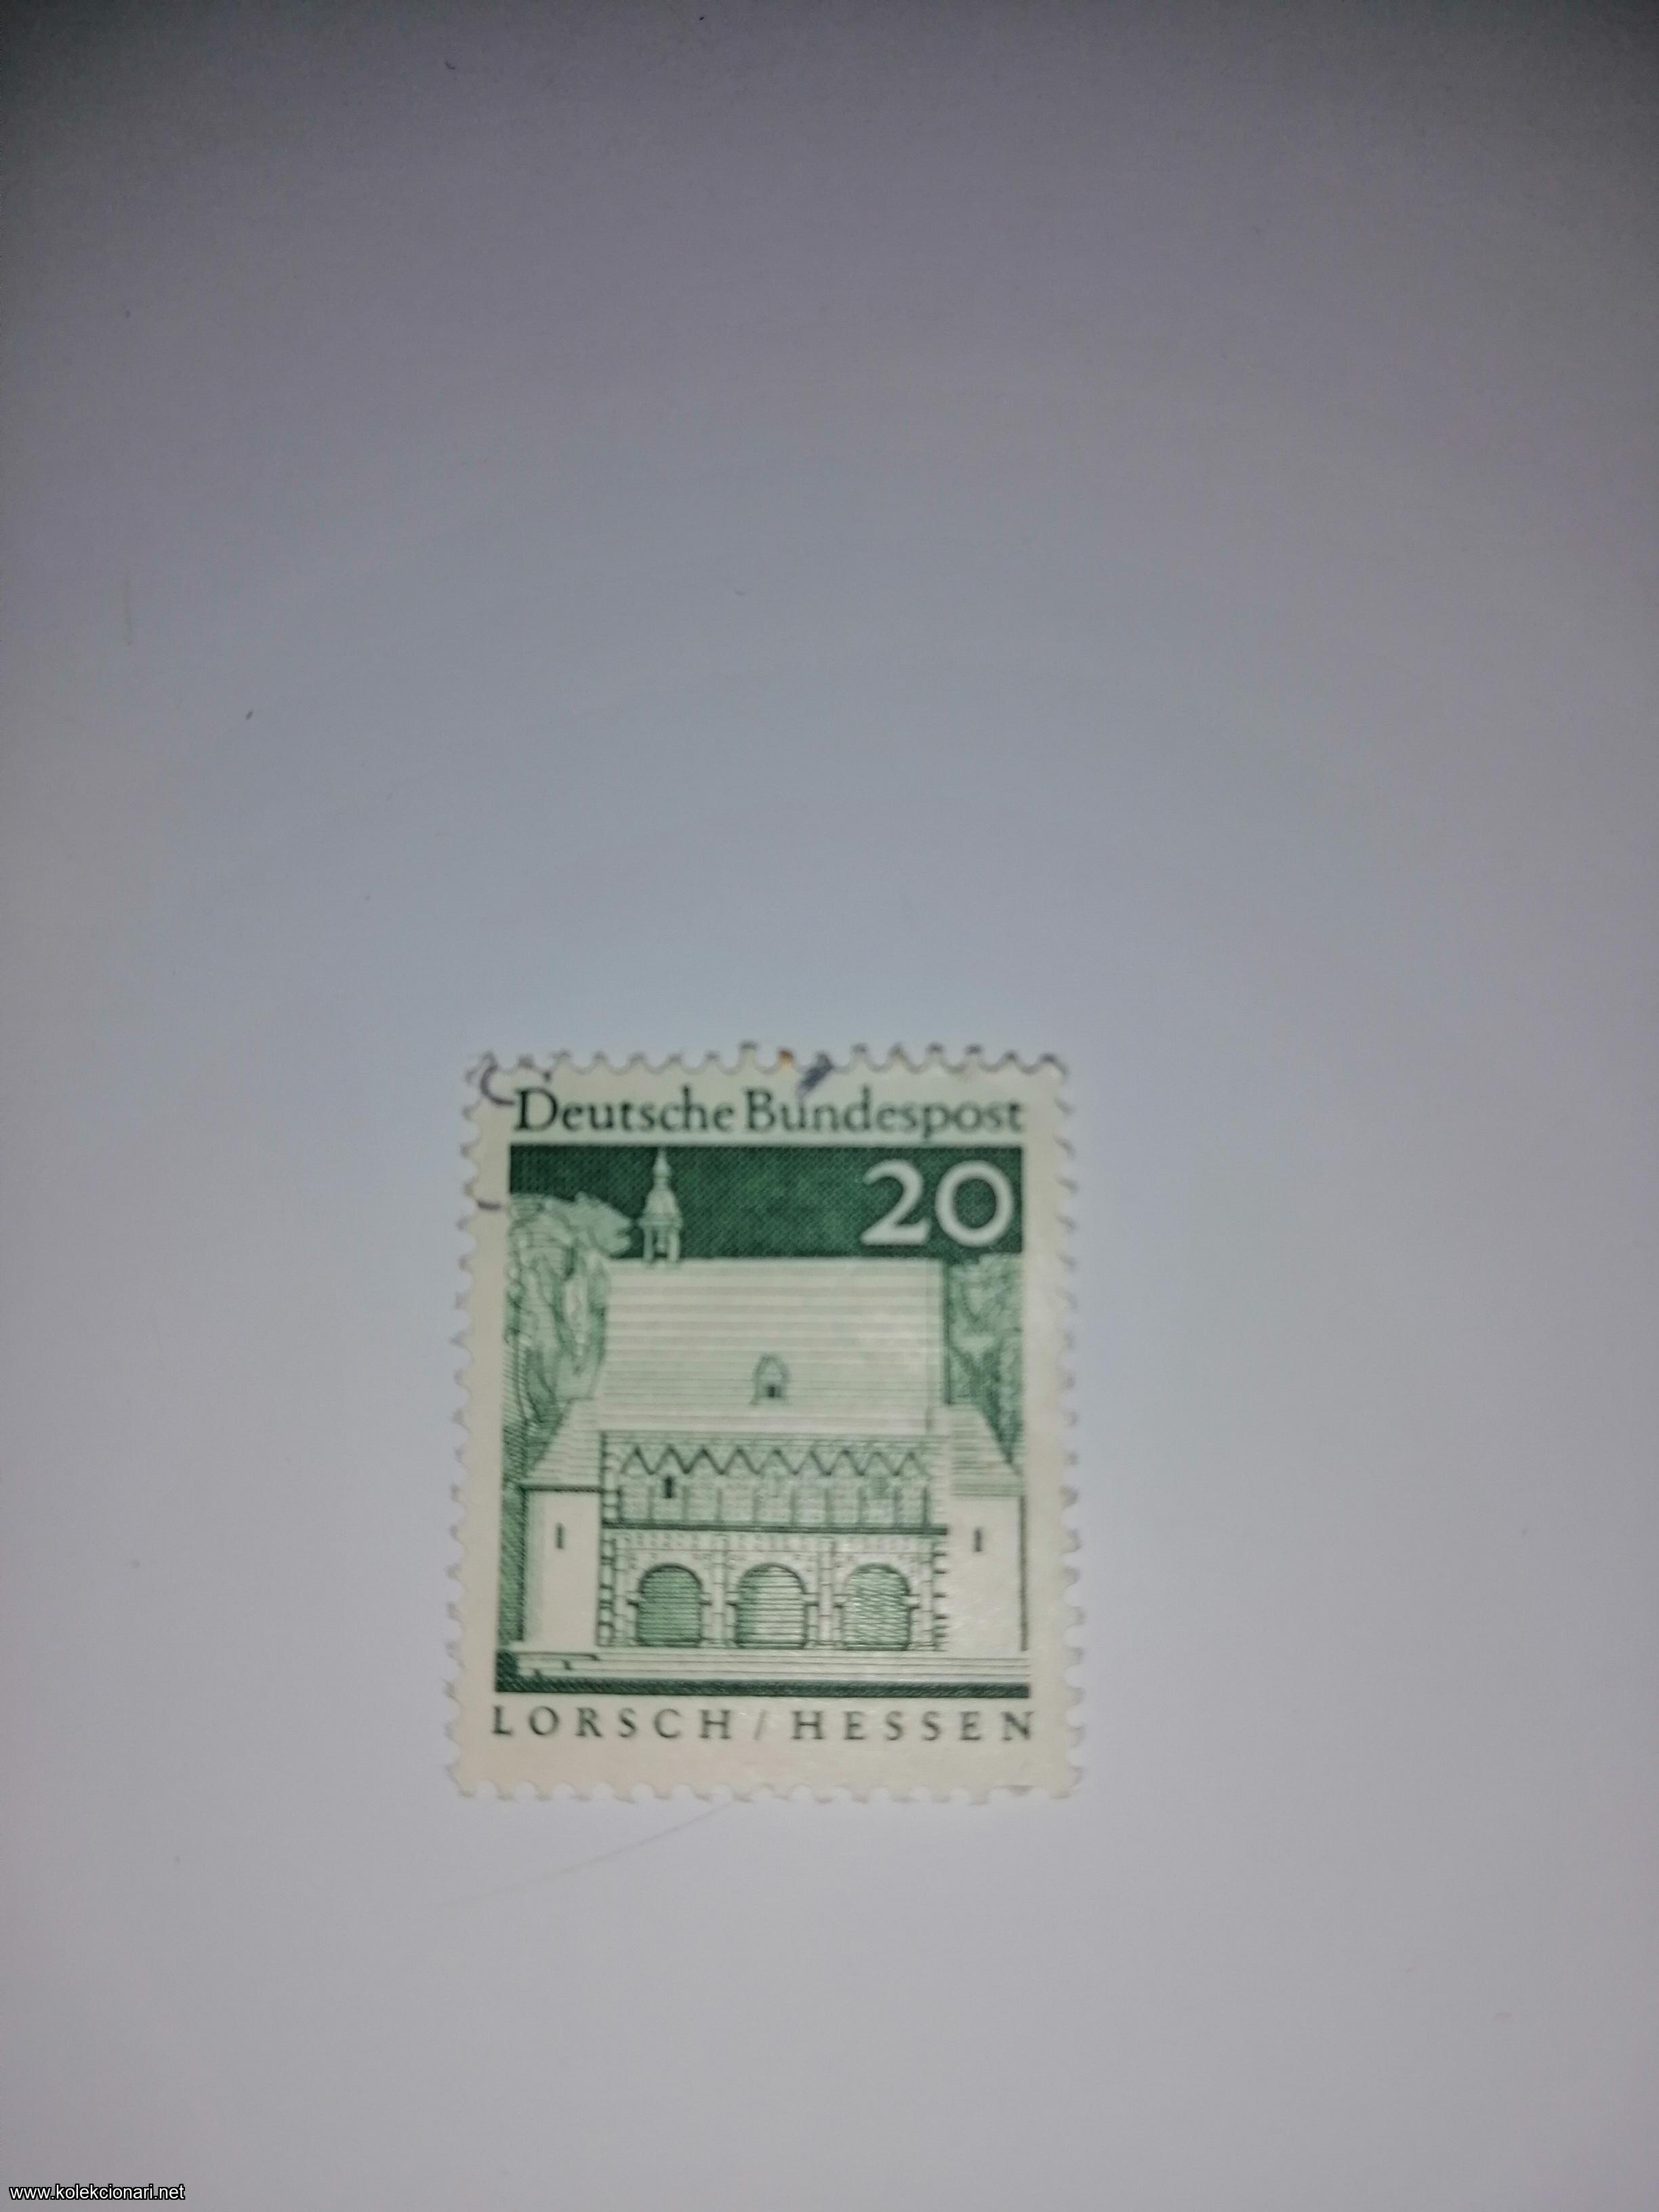 Deutsche Bundespost
20
LORSCH / HESSEN
www.kolekcionari.net